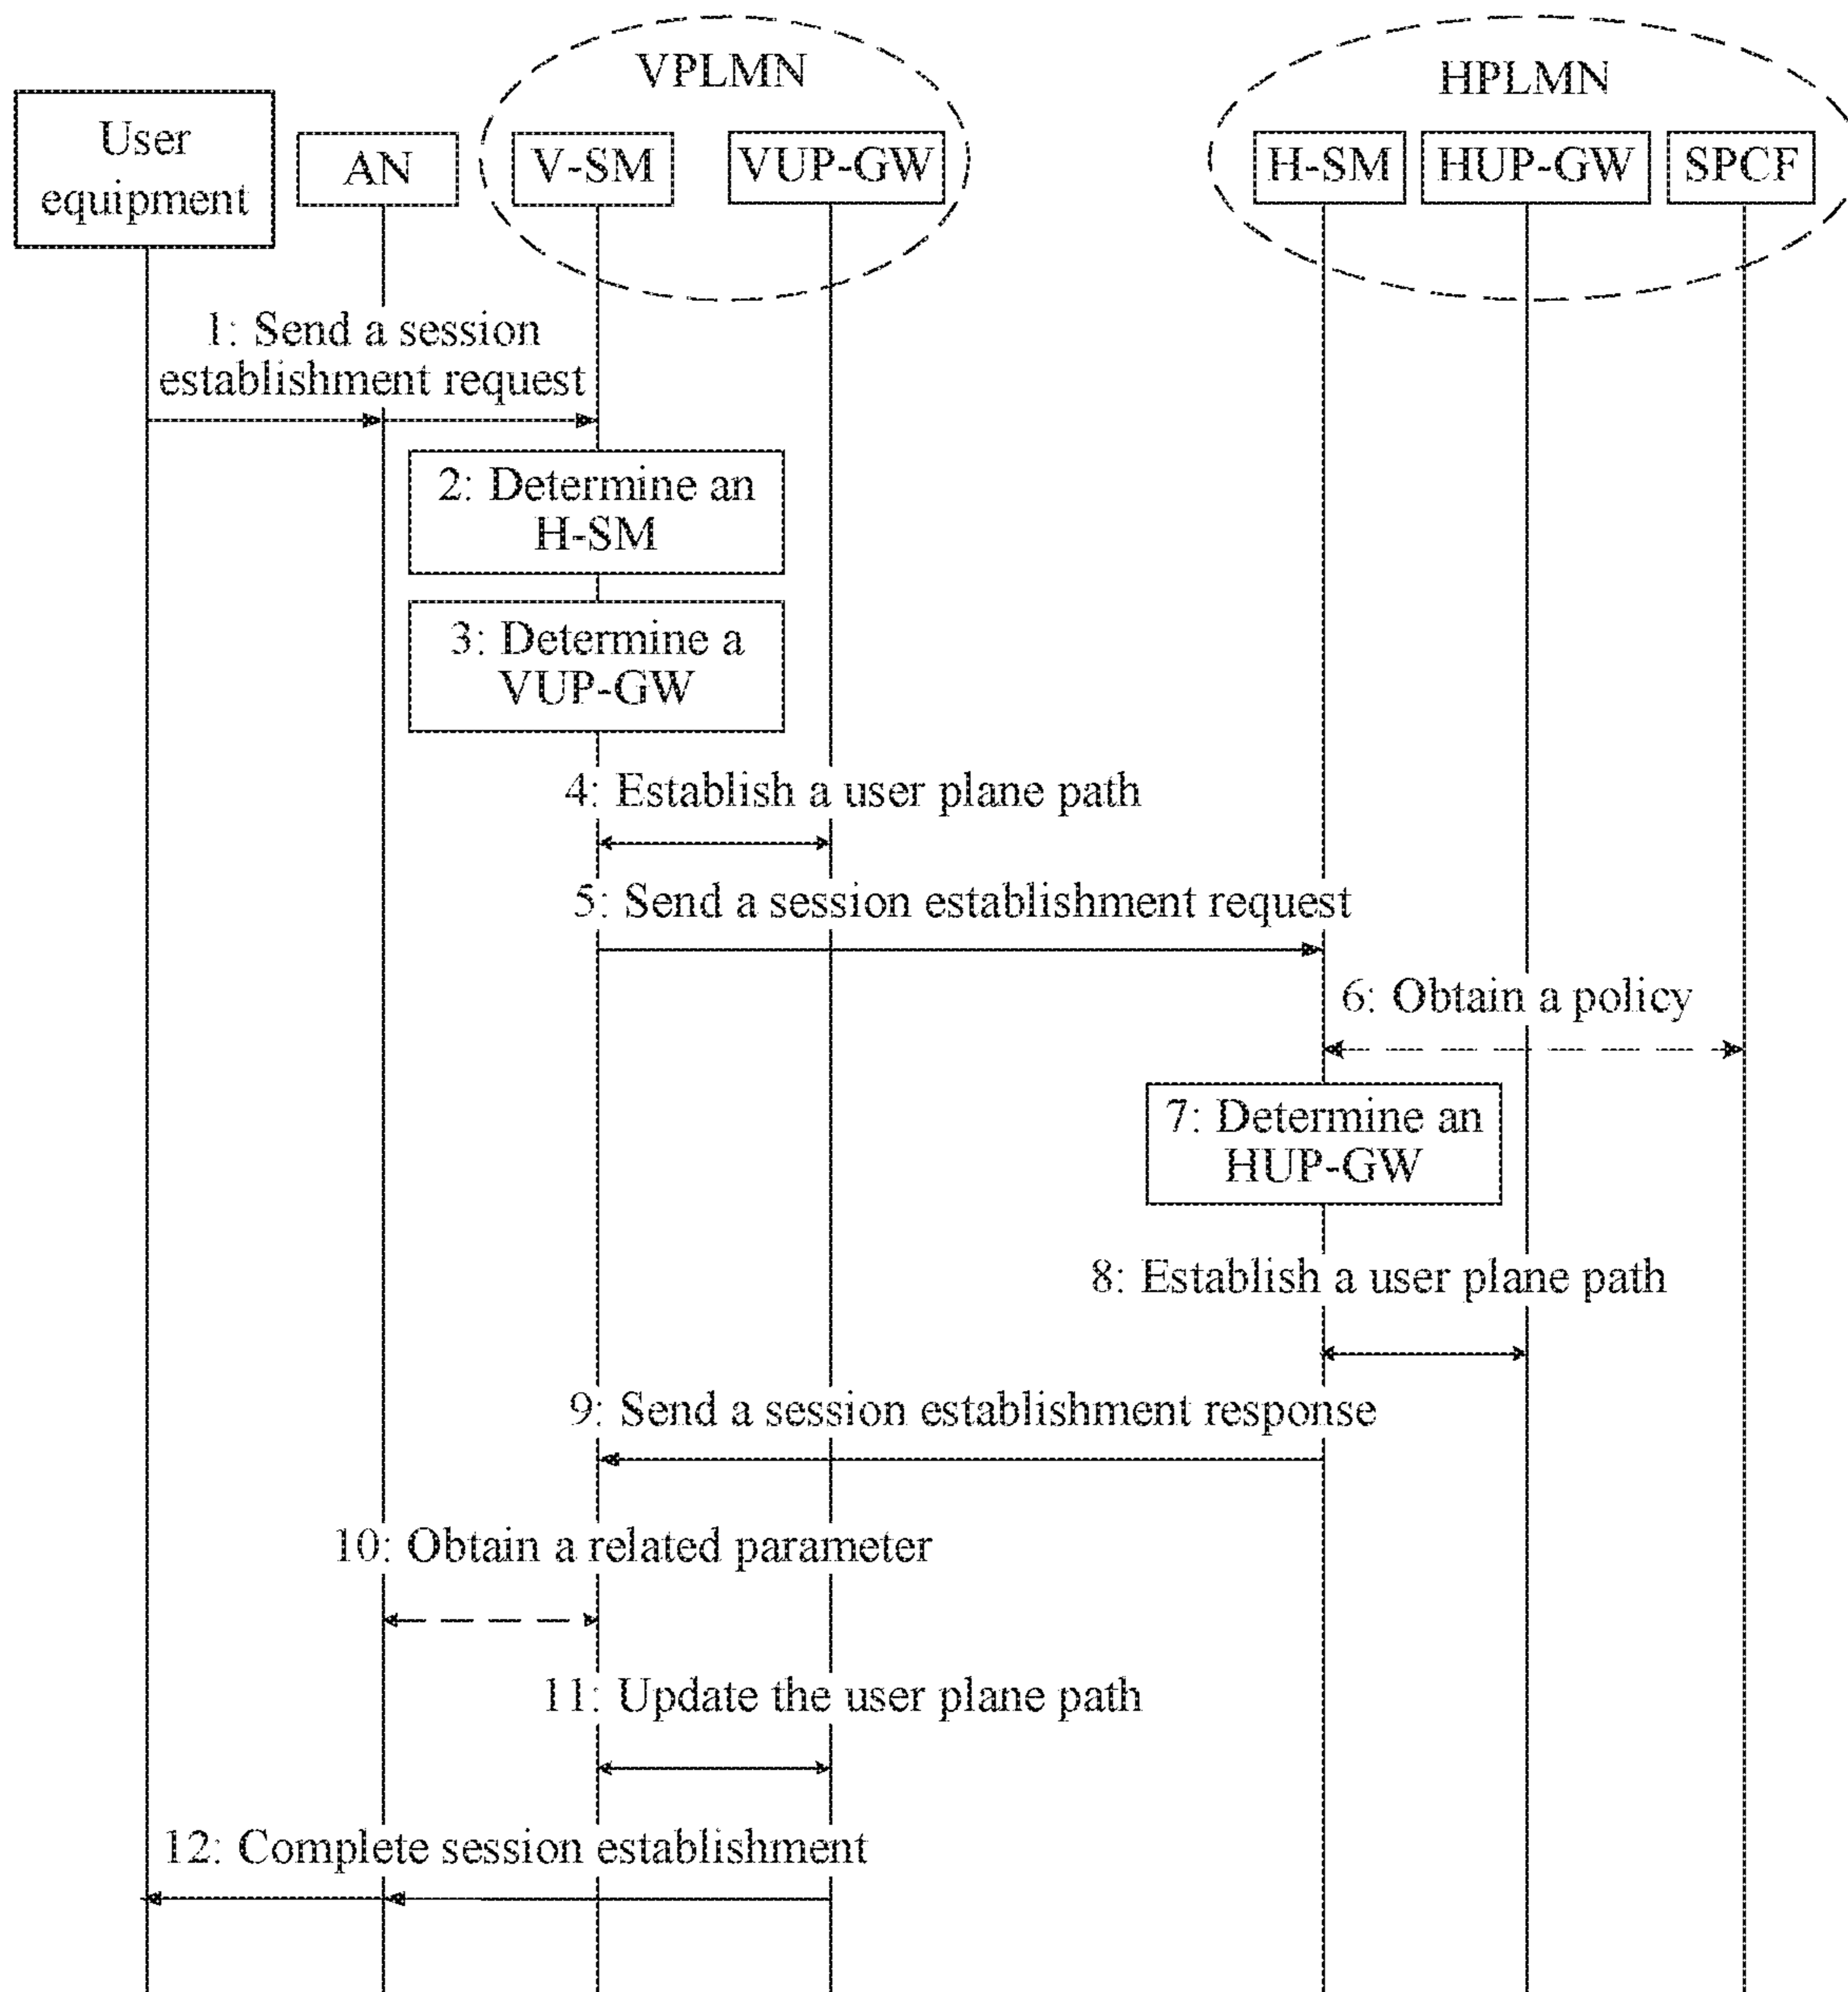 VPLMN
HPLMN
User
equipment
AN
V-SM
VUP-GW
H-SM
HUP-GW
SPCF
1: Send a session
establishment request
2: Determine an
H-SM
3: Determine a
VUP-GW
4: Establish a user plane path
5: Send a session establishment request
6: Obtain a policy
7: Determine an
HUP-GW
8: Establish a user plane path
9: Send a session establishment response
10: Obtain a related parameter
11: Update the user plane path
12: Complete session establishment